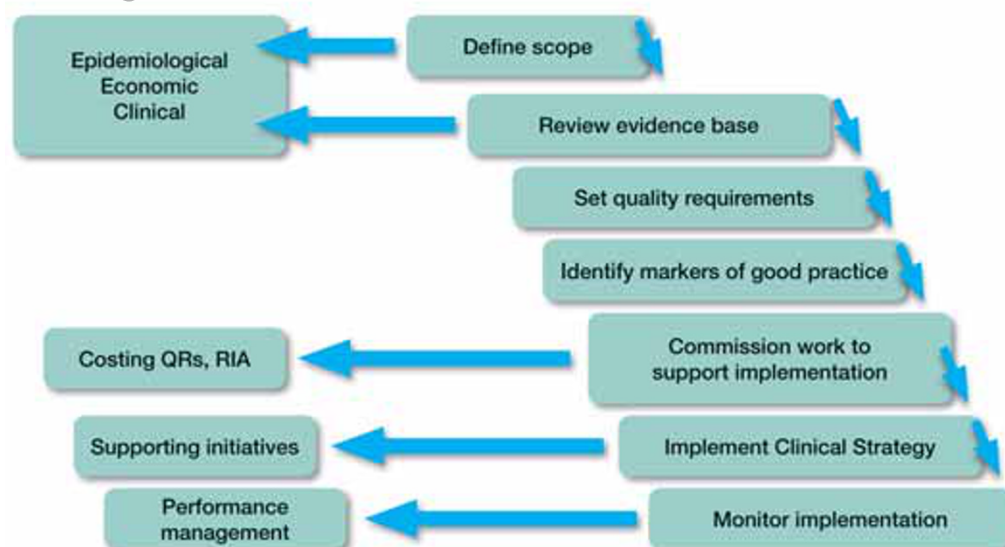 Epidemiological
Economic
Clinical
Define scope
Review evidence base
Set quality requirements
Identify markers of good practice
Costing QRs, RIA
Commission work to
support implementation
Supporting initiatives
Implement Clinical Strategy
Performance
management
Monitor implementation